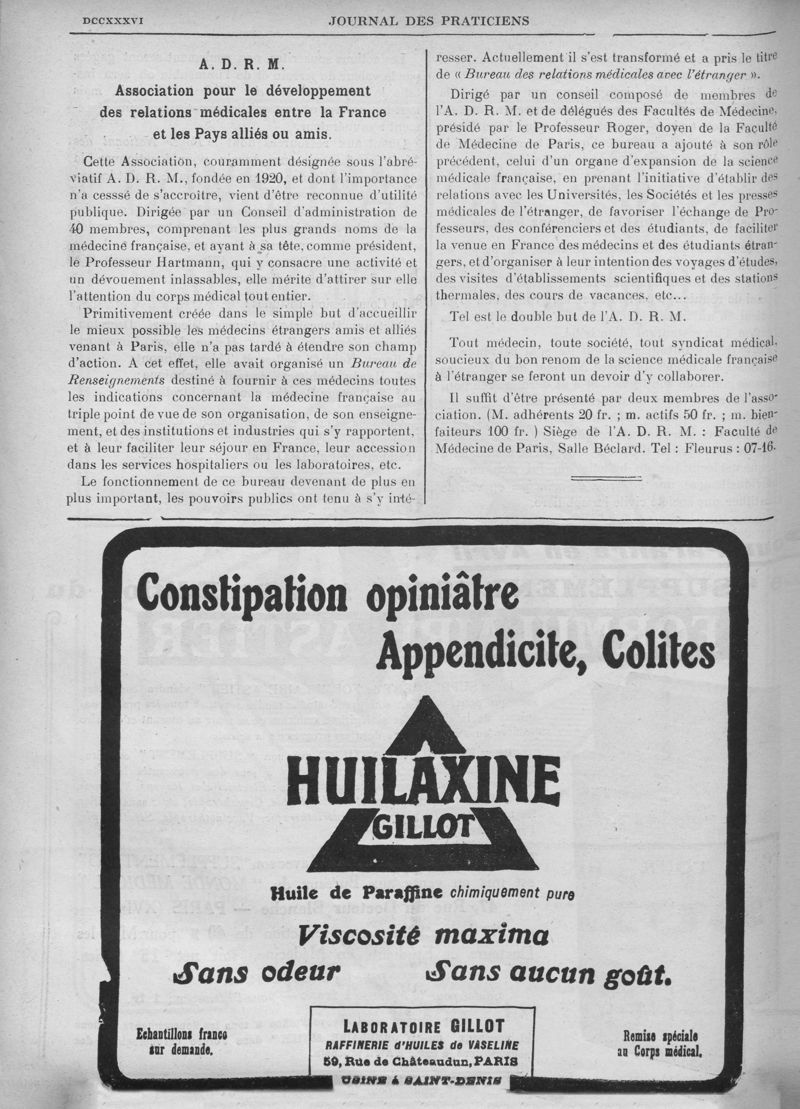 DCCXXXVI
JOURNAL DES PRATICIENS
A. D. R. M.
Association pour le développement
des relations médicales entre la France
et les Pays alliés ou amis.
Cette Association, couramment désignée sous l'abré-
viatif A. D. R. M., fondée en 1920, et dont l'importance
n'a cesssé de s'accroître, vient d'être reconnue d'utilité
publique. Dirigée par un Conseil d'administration de
40 membres, comprenant les plus grands noms de la
médecine française, et ayant à sa tête, comme président,
le Professeur Hartmann, qui y consacre une activité et
un dévouement inlassables, elle mérite d'attirer sur elle
l'attention du corps médical tout entier.
Primitivement créée dans le simple but d'accueillir
le mieux possible les médecins étrangers amis et alliés
venant à Paris, elle n'a pas tardé à étendre son champ
d'action. A cet effet, elle avait organisé un Bureau de
Renseignements destiné à fournir à ces médecins toutes
les indications concernant la médecine française au
triple point de vue de son organisation, de son enseigne-
ment, et des institutions et industries qui s'y rapportent,
et à leur faciliter leur séjour en France, leur accession
dans les services hospitaliers ou les laboratoires, etc.
Le fonctionnement de ce bureau devenant de plus en
plus important, les pouvoirs publics ont tenu à s'y inté-
resser. Actuellement il s'est transformé et a pris le titre
de « Bureau des relations médicales avec l'étranger ».
Dirigé par un conseil composé de membres de
l'A. D. R. M. et de délégués des Facultés de Médecine,
présidé par le Professeur Roger, doyen de la Faculté
de Médecine de Paris, ce bureau a ajouté à son rôle
précédent, celui d'un organe d'expansion de la science
médicale française, en prenant l'initiative d'établir des
relations avec les Universités, les Sociétés et les presses
médicales de l'étranger, de favoriser l'échange de Pro-
fesseurs, des conférenciers et des étudiants, de faciliter
la venue en France des médecins et des étudiants étran-
gers, et d'organiser à leur intention des voyages d'études,
des visites d'établissements scientifiques et des stations
thermales, des cours de vacances, etc...
Tel est le double but de l'A. D. R. M.
Tout médecin, toute société, tout syndicat médical,
soucieux du bon renom de la science médicale française
à l'étranger se feront un devoir d'y collaborer.
Il suffit d'être présenté par deux membres de l'asso-
ciation. (M. adhérents 20 fr. ; m. actifs 50 fr. ; m. bien-
faiteurs 100 fr. ) Siège de l'A. D. R. M. : Faculté de
Médecine de Paris, Salle Béclard. Tel : Fleurus : 07-16.
Constipation opiniâtre
Appendicite, Colites
HUILAXINE
GILLOT
Huile de Paraffine chimiquement pure
Viscosité maxima
Sans odeur Sans aucun goût.
Echantillons franco
sur demande.
LABORATOIRE GILLOT
RAFFINERIE d'HUILES de VASELINE
59, Rue de Châteaudun, PARIS
USINE à SAINT-DENIS
Remise spéciale
au Corps médical.